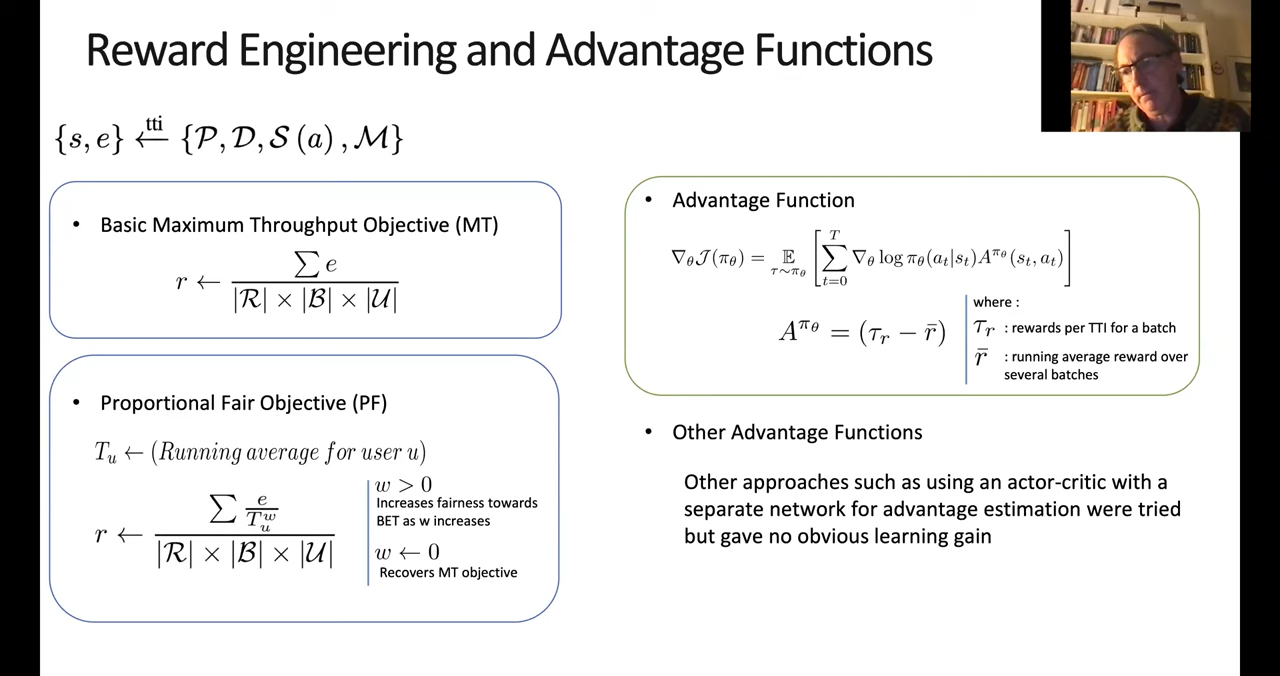 Reward Engineering and Advantage Functions
{s, e} ⟵^{tti} {𝒫, 𝒟, 𝒮 (a) , ℳ}
• Basic Maximum Throughput Objective (MT)
r ← ∑ e / |ℛ| × |ℬ| × |𝒰|
• Proportional Fair Objective (PF)
T_u ← (Running average for user u)
r ← ∑ e/T_u^w / |ℛ| × |ℬ| × |𝒰|
w > 0
Increases fairness towards
BET as w increases
w ← 0
Recovers MT objective
• Advantage Function
∇_θ 𝒥(π_θ) = 𝔼_{τ∼π_θ} [∑_{t=0}^{T} ∇_θ log π_θ(a_t|s_t)A^{π_θ}(s_t, a_t)]
A^{π_θ} = (τ_r − r̄)
where :
τ_r : rewards per TTI for a batch
r̄ : running average reward over
several batches
• Other Advantage Functions
Other approaches such as using an actor-critic with a
separate network for advantage estimation were tried
but gave no obvious learning gain